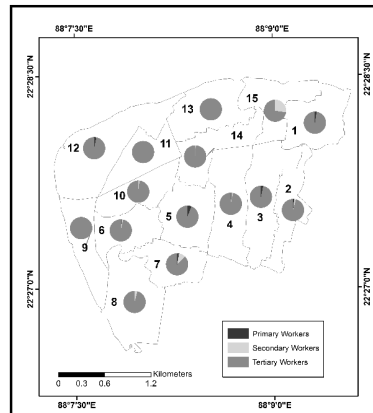 88°7'30"E 88°9'0"E
22°28'30"N 22°28'30"N
15
13
1
14
12
11
10
2
3
5
4
6
9
7
22°27'0"N 22°27'0"N
8
Primary Workers
Secondary Workers
Tertiary Workers
Kilometers
0 0.3 0.6 1.2
88°7'30"E 88°9'0"E